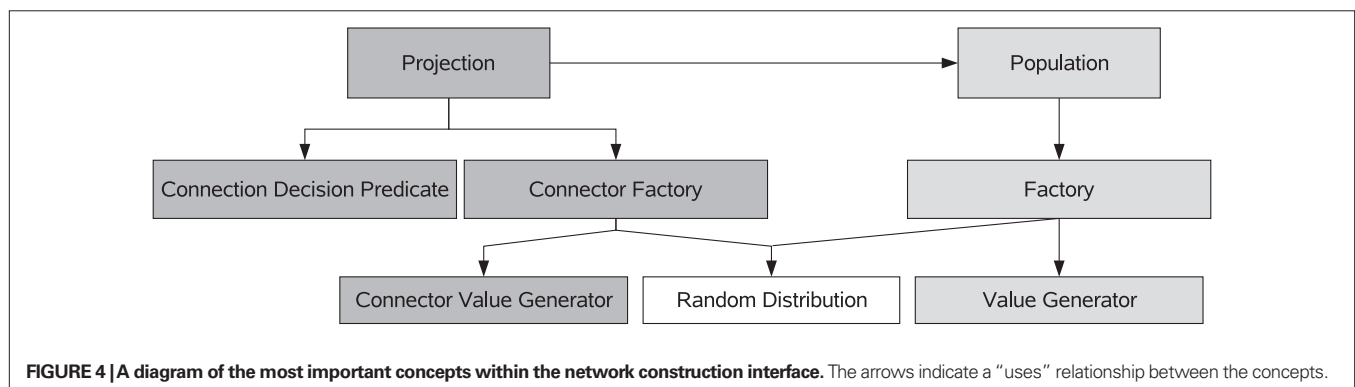 Projection
Population
Connection Decision Predicate
Connector Factory
Factory
Connector Value Generator
Random Distribution
Value Generator
FIGURE 4 | A diagram of the most important concepts within the network construction interface. The arrows indicate a “uses” relationship between the concepts.